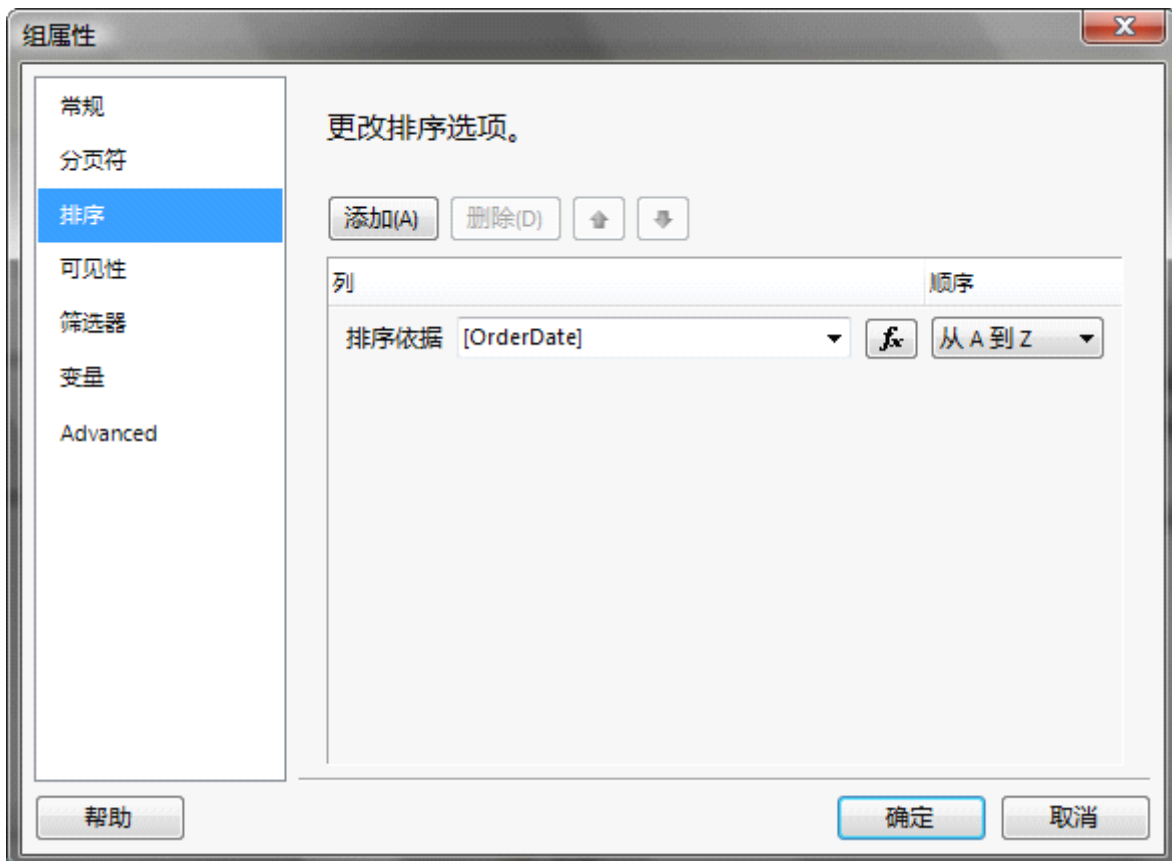 组属性
常规
分页符
排序
可见性
筛选器
变量
Advanced
更改排序选项。
添加(A) 删除(D)
列 顺序
排序依据 [OrderDate] fx 从 A 到 Z
帮助 确定 取消